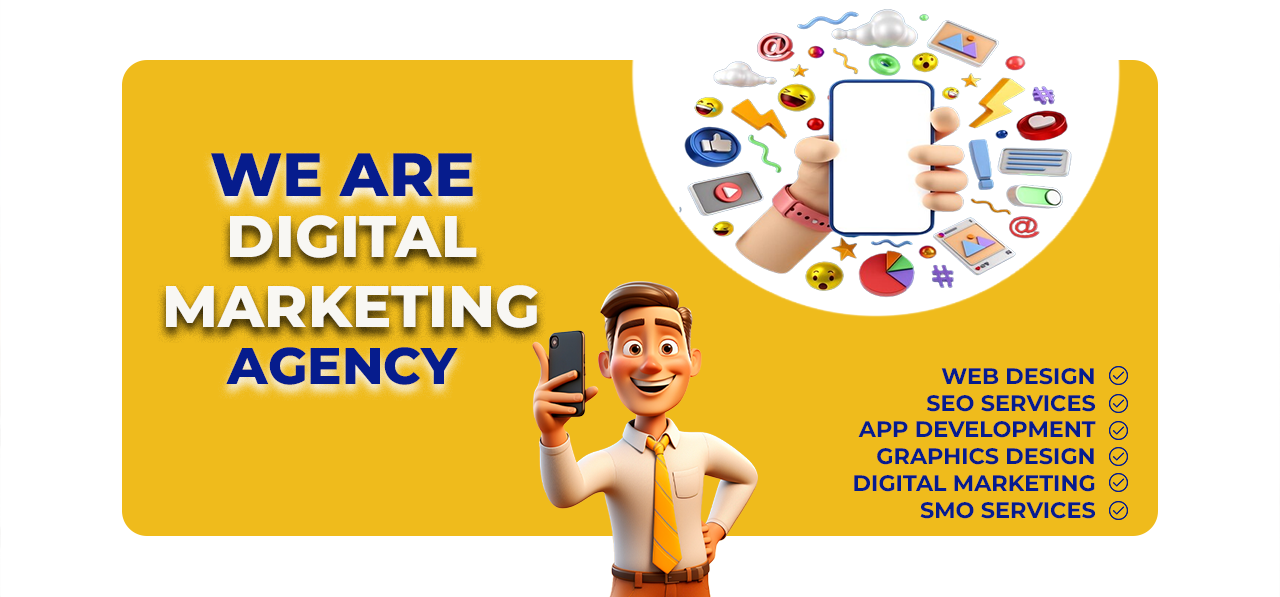 WE ARE
DIGITAL
MARKETING
AGENCY
WEB DESIGN
SEO SERVICES
APP DEVELOPMENT
GRAPHICS DESIGN
DIGITAL MARKETING
SMO SERVICES